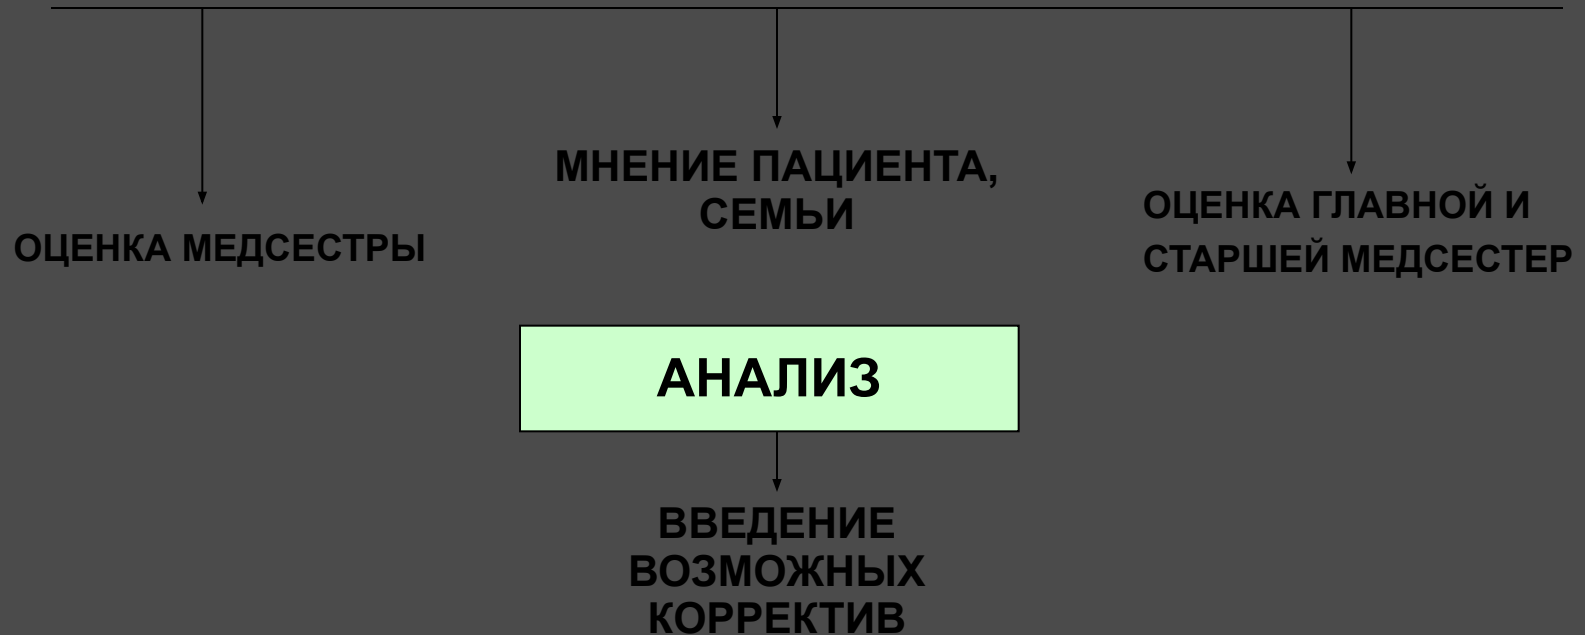 ОЦЕНКА МЕДСЕСТРЫ
МНЕНИЕ ПАЦИЕНТА,
СЕМЬИ
ОЦЕНКА ГЛАВНОЙ И
СТАРШЕЙ МЕДСЕСТЕР
АНАЛИЗ
ВВЕДЕНИЕ
ВОЗМОЖНЫХ
КОРРЕКТИВ